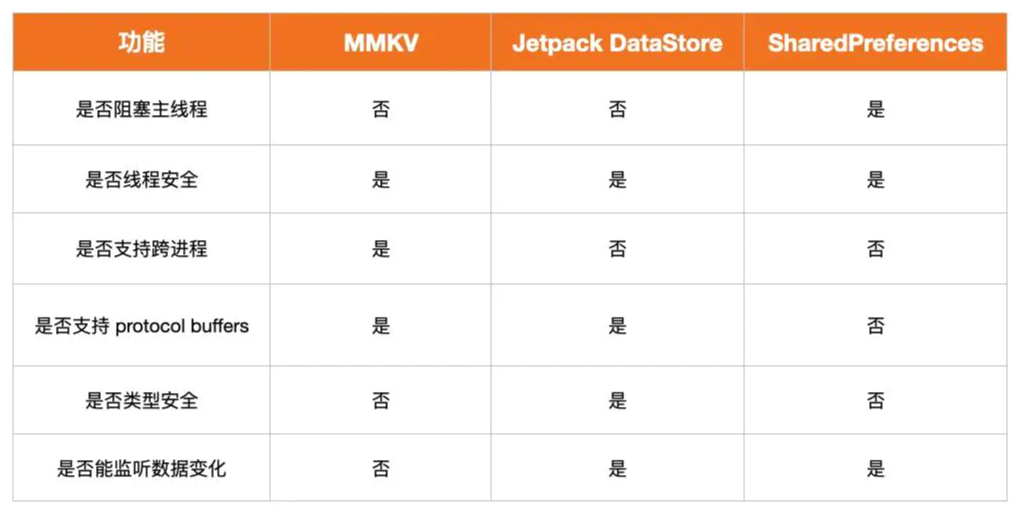 功能 MMKV Jetpack DataStore SharedPreferences
是否阻塞主线程 否 否 是
是否线程安全 是 是 是
是否支持跨进程 是 否 否
是否支持 protocol buffers 是 是 否
是否类型安全 否 是 否
是否能监听数据变化 否 是 是